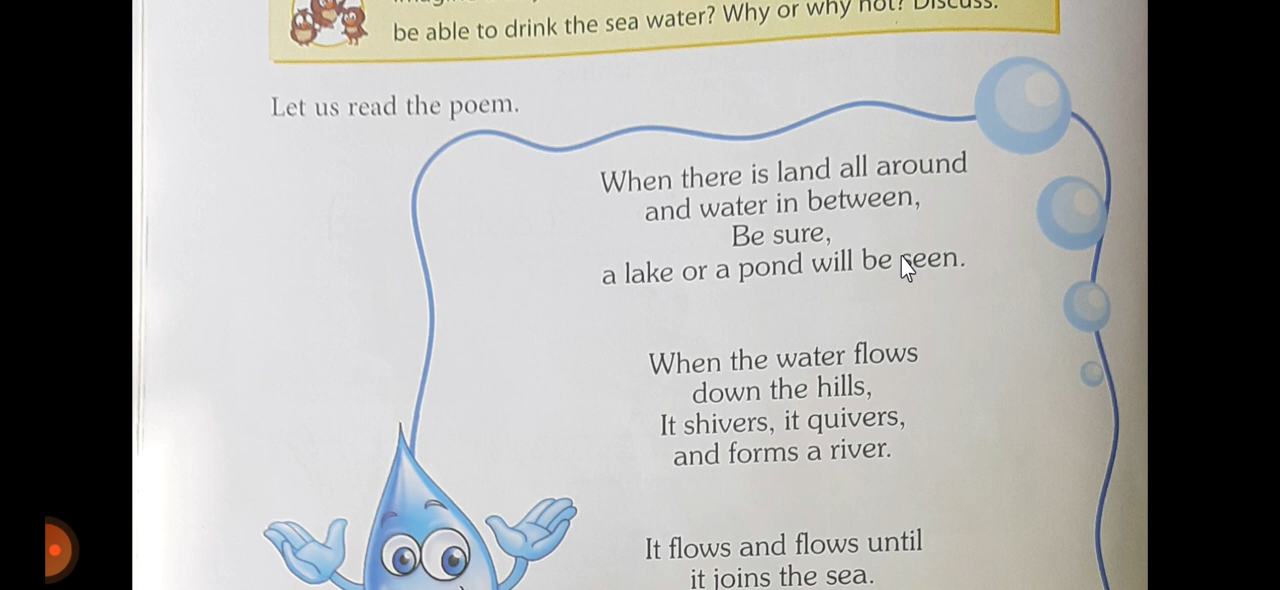 be able to drink the sea water? Why or why not? Discuss.
Let us read the poem.
When there is land all around
and water in between,
Be sure,
a lake or a pond will be seen.
When the water flows
down the hills,
It shivers, it quivers,
and forms a river.
It flows and flows until
it joins the sea.